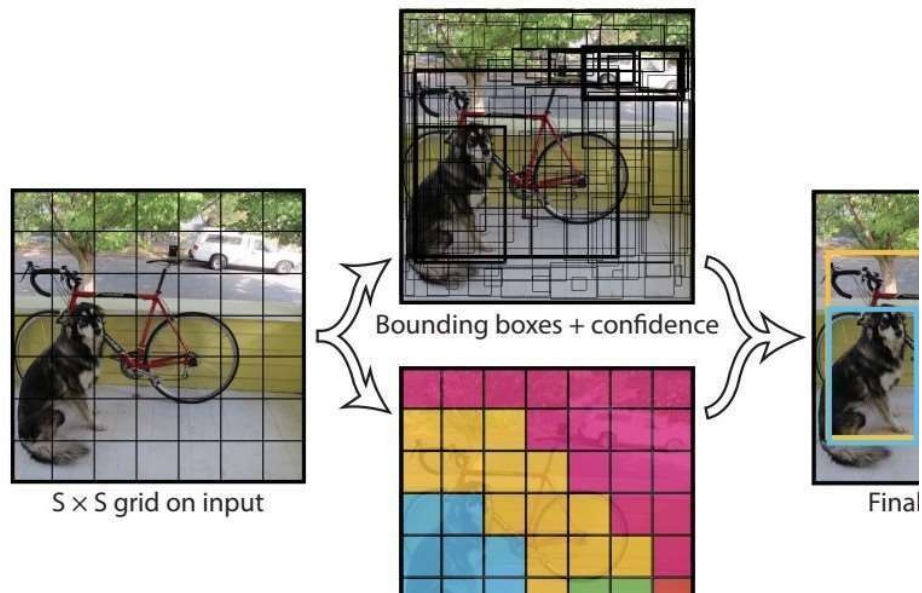 Bounding boxes + confidence
S × S grid on input
Final